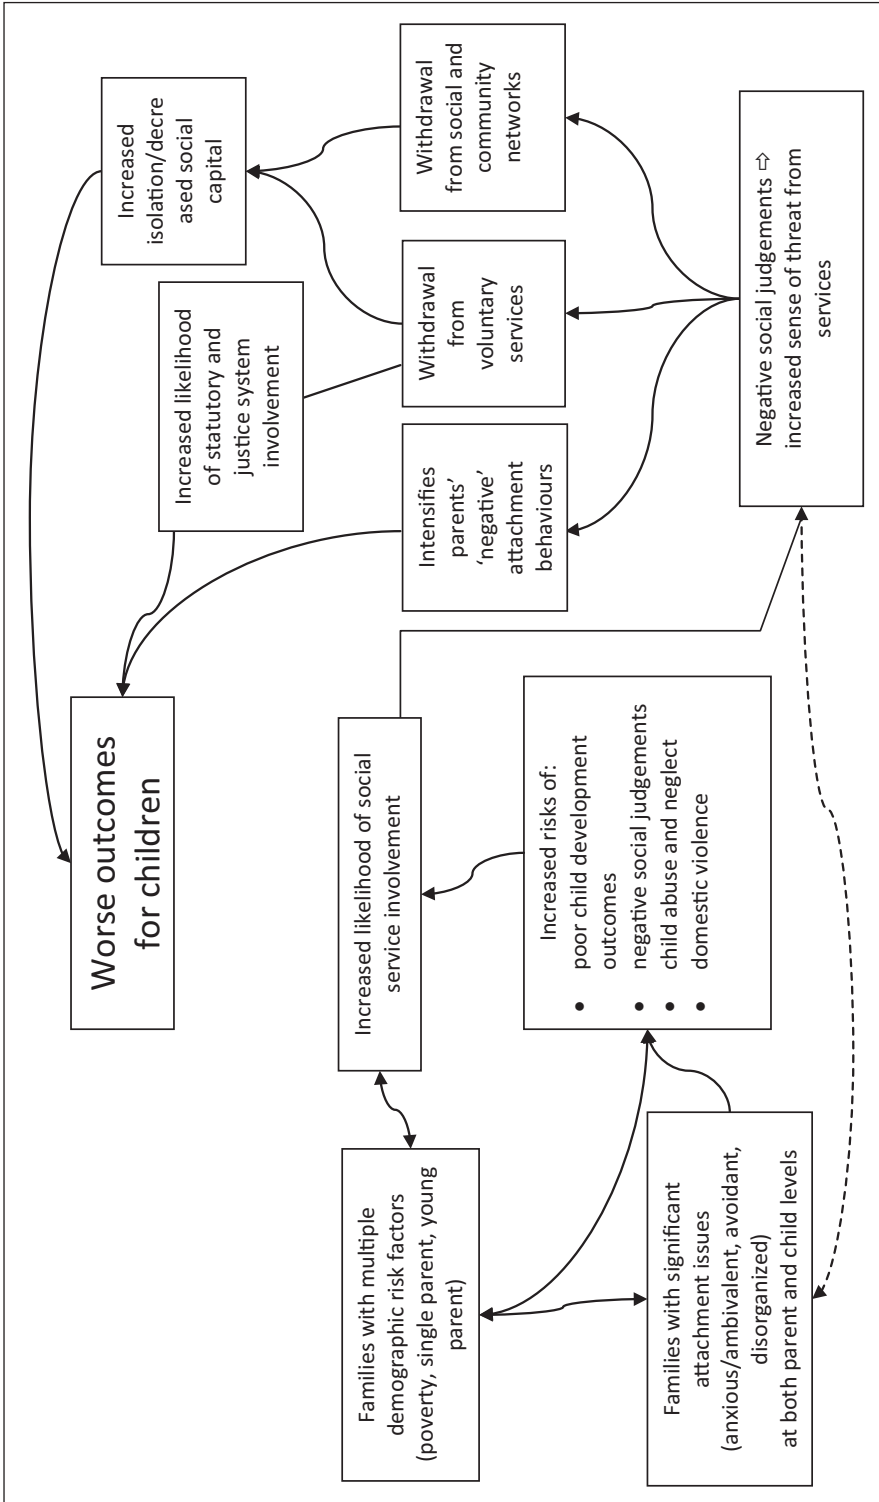 Families with multiple
demographic risk factors
(poverty, single parent, young
parent)
Families with significant
attachment issues
(anxious/ambivalent, avoidant,
disorganized)
at both parent and child levels
Worse outcomes
for children
Increased likelihood of social
service involvement
Increased risks of:
• poor child development
outcomes
• negative social judgements
• child abuse and neglect
• domestic violence
Increased
isolation/decre
ased social
capital
Increased likelihood
of statutory and
justice system
involvement
Intensifies
parents’
‘negative’
attachment
behaviours
Withdrawal
from
voluntary
services
Withdrawal
from social and
community
networks
Negative social judgements ⇨
increased sense of threat from
services